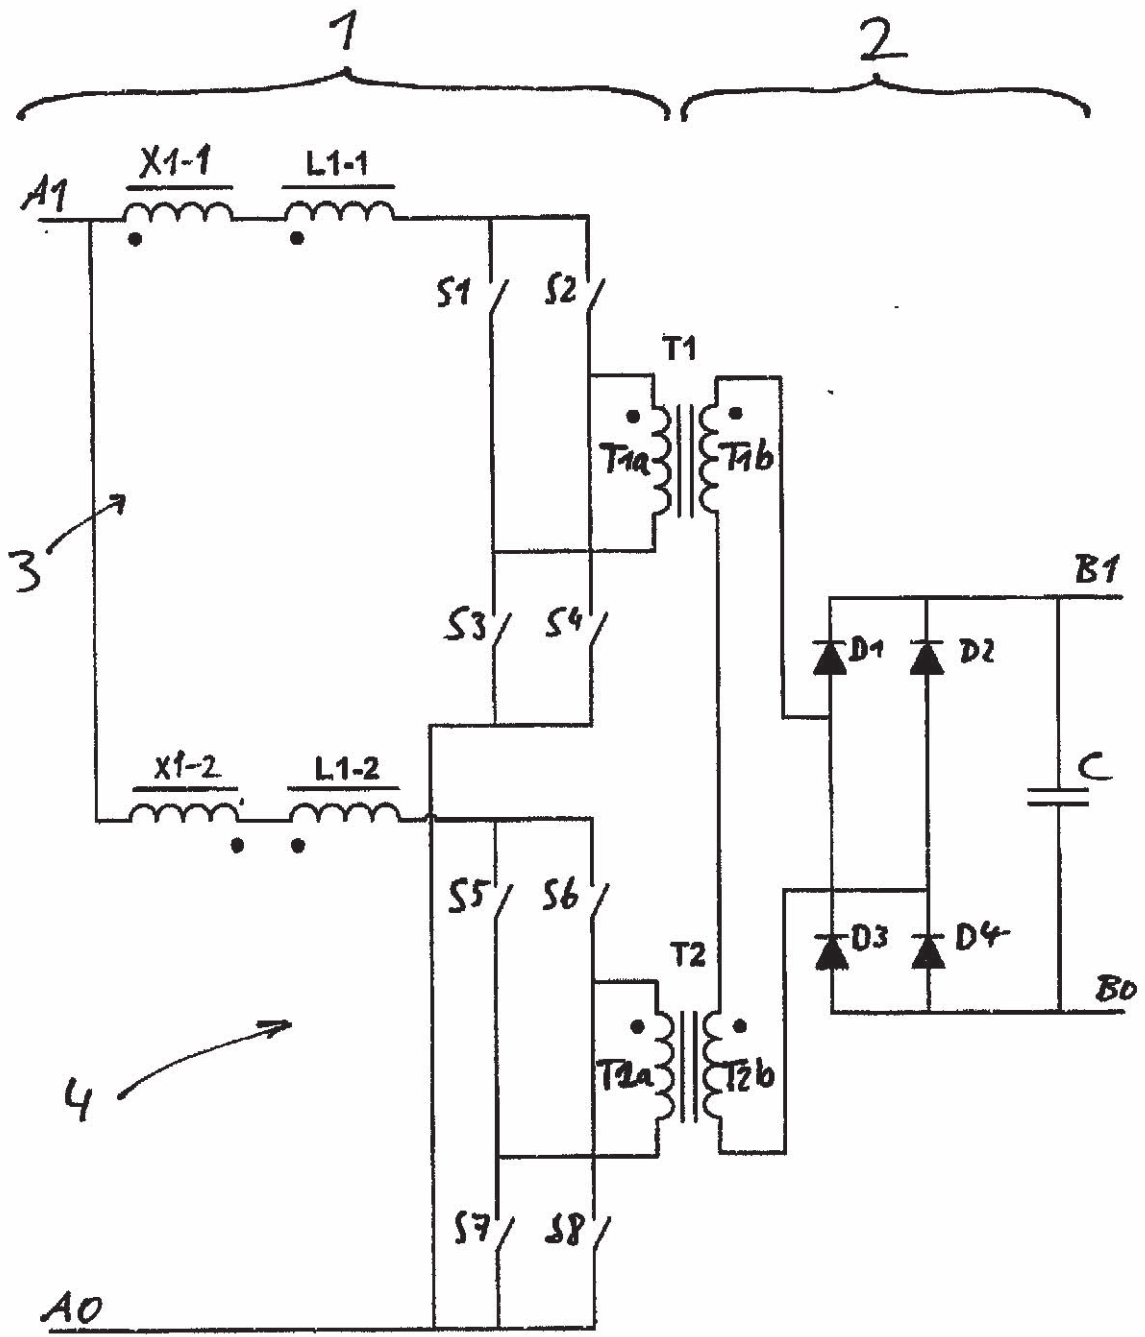 1 2
X1-1 L1-1
A1
S1 S2
T1
T1a T1b
3
B1
S3 S4
D1 D2
X1-2 L1-2
C
S5 S6
D3 D4
T2
B0
T2a T2b
4
S7 S8
A0